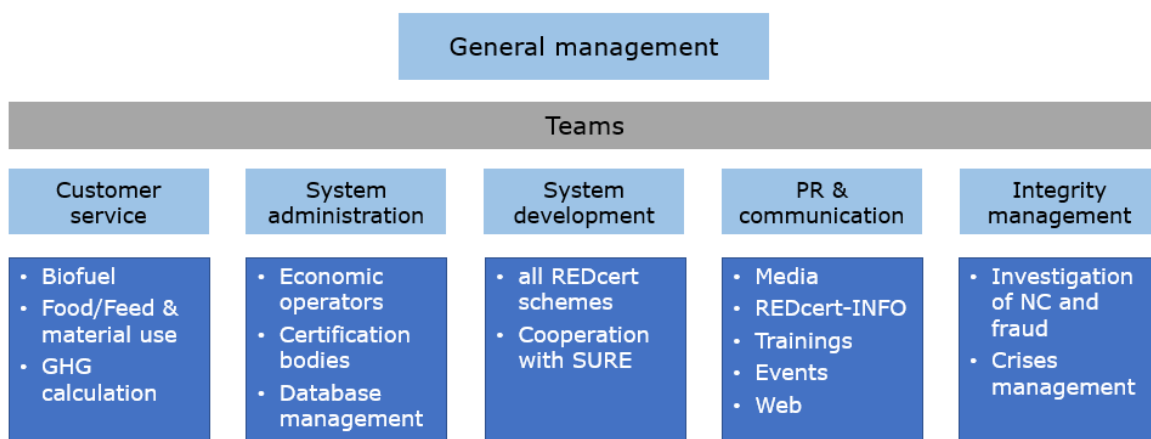 General management
Teams
Customer
service
System
administration
System
development
PR &
communication
Integrity
management
• Biofuel
• Food/Feed &
material use
• GHG
calculation
• Economic
operators
• Certification
bodies
• Database
management
• all REDcert
schemes
• Cooperation
with SURE
• Media
• REDcert-INFO
• Trainings
• Events
• Web
• Investigation
of NC and
fraud
• Crises
management